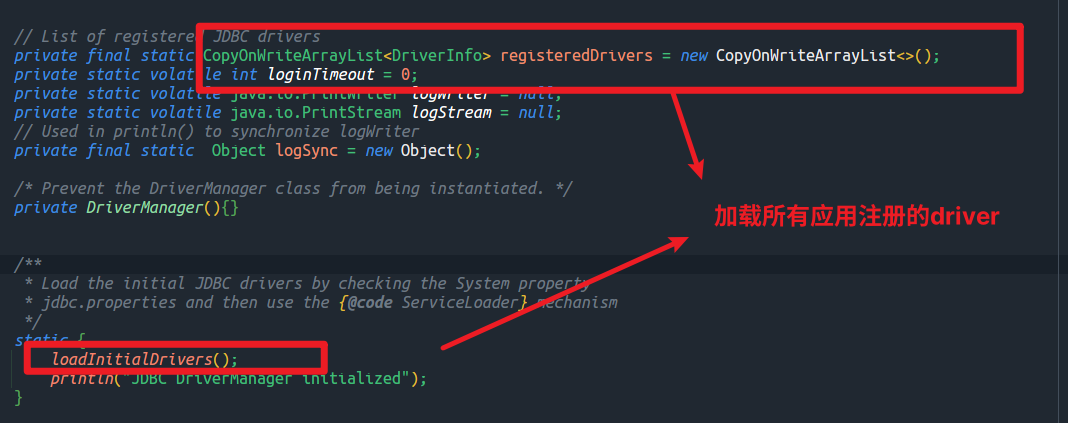 // List of registered JDBC drivers
private final static CopyOnWriteArrayList<DriverInfo> registeredDrivers = new CopyOnWriteArrayList<>();
private static volatile int loginTimeout = 0;
private static volatile java.io.PrintWriter logWriter = null;
private static volatile java.io.PrintStream logStream = null;
// Used in println() to synchronize logWriter
private final static  Object logSync = new Object();
/* Prevent the DriverManager class from being instantiated. */
private DriverManager(){}
加载所有应用注册的driver
/**
 * Load the initial JDBC drivers by checking the System property
 * jdbc.properties and then use the {@code ServiceLoader} mechanism
 */
static {
    loadInitialDrivers();
    println("JDBC DriverManager initialized");
}